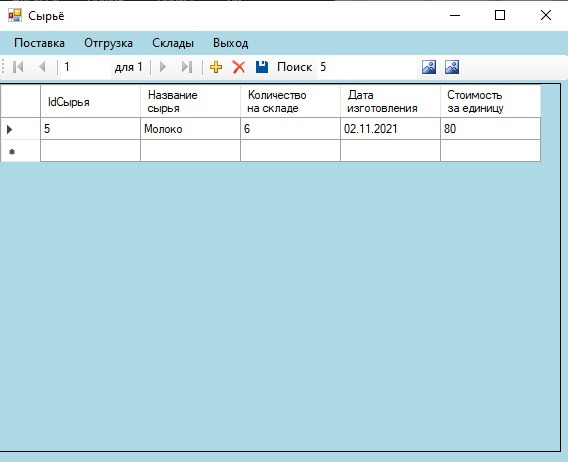 Сырьё
Поставка Отгрузка Склады Выход
1 для 1 Поиск 5
IdСырья Название сырья Количество на складе Дата изготовления Стоимость за единицу
5 Молоко 6 02.11.2021 80